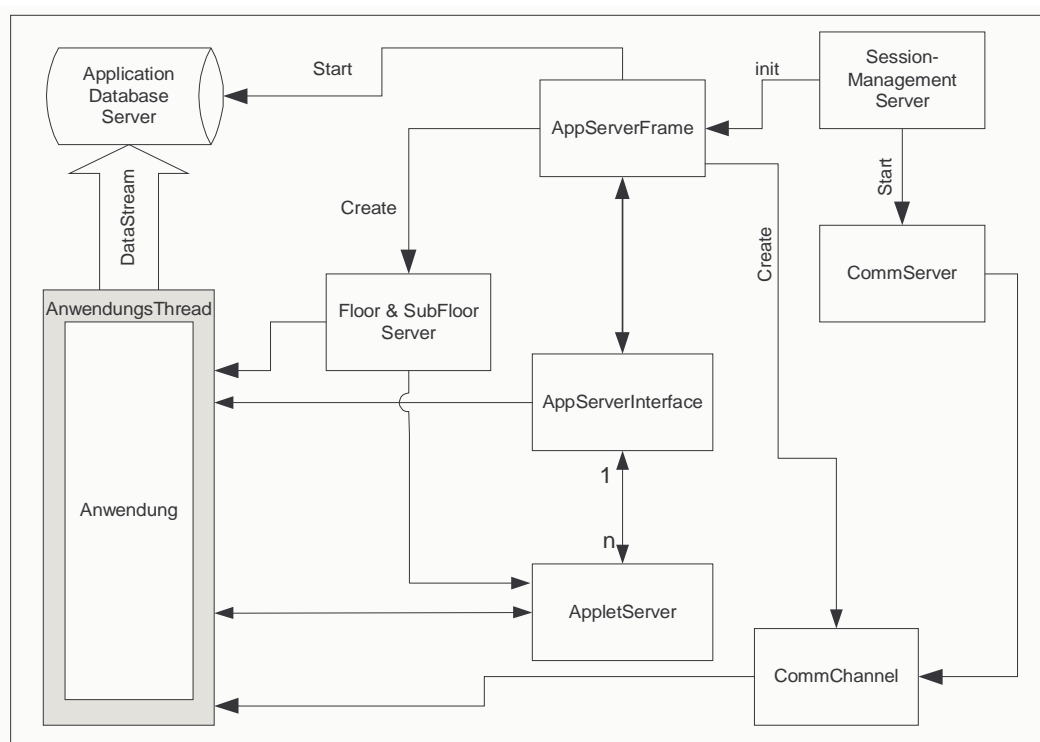 Application
Database
Server
Start
AppServerFrame
init
Session-
Management
Server
Start
Create
Create
CommServer
DataStream
AnwendungsThread
Floor & SubFloor
Server
AppServerInterface
1
n
Anwendung
AppletServer
CommChannel